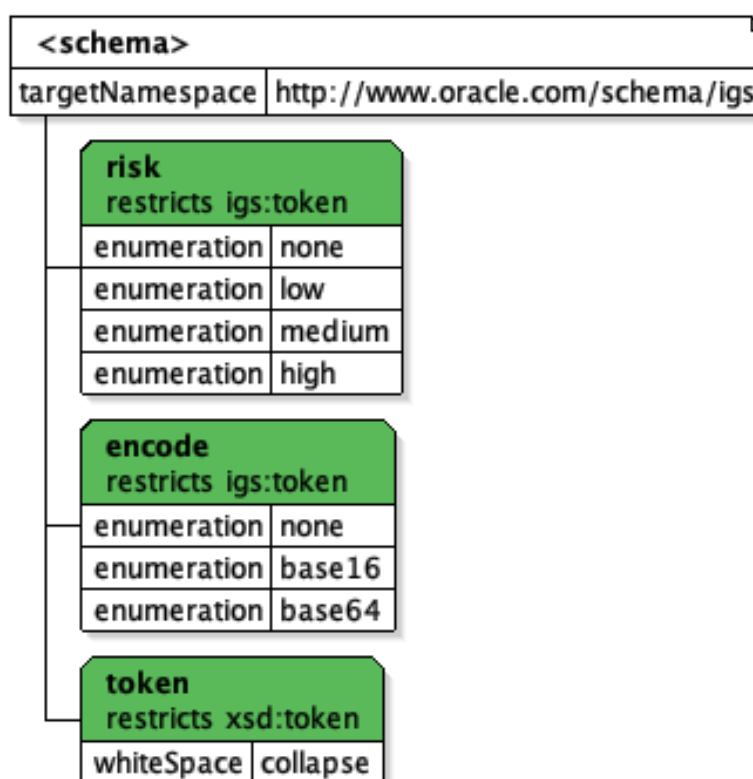 <schema>
targetNamespace http://www.oracle.com/schema/igs
risk
restricts igs:token
enumeration none
enumeration low
enumeration medium
enumeration high
encode
restricts igs:token
enumeration none
enumeration base16
enumeration base64
token
restricts xsd:token
whiteSpace collapse